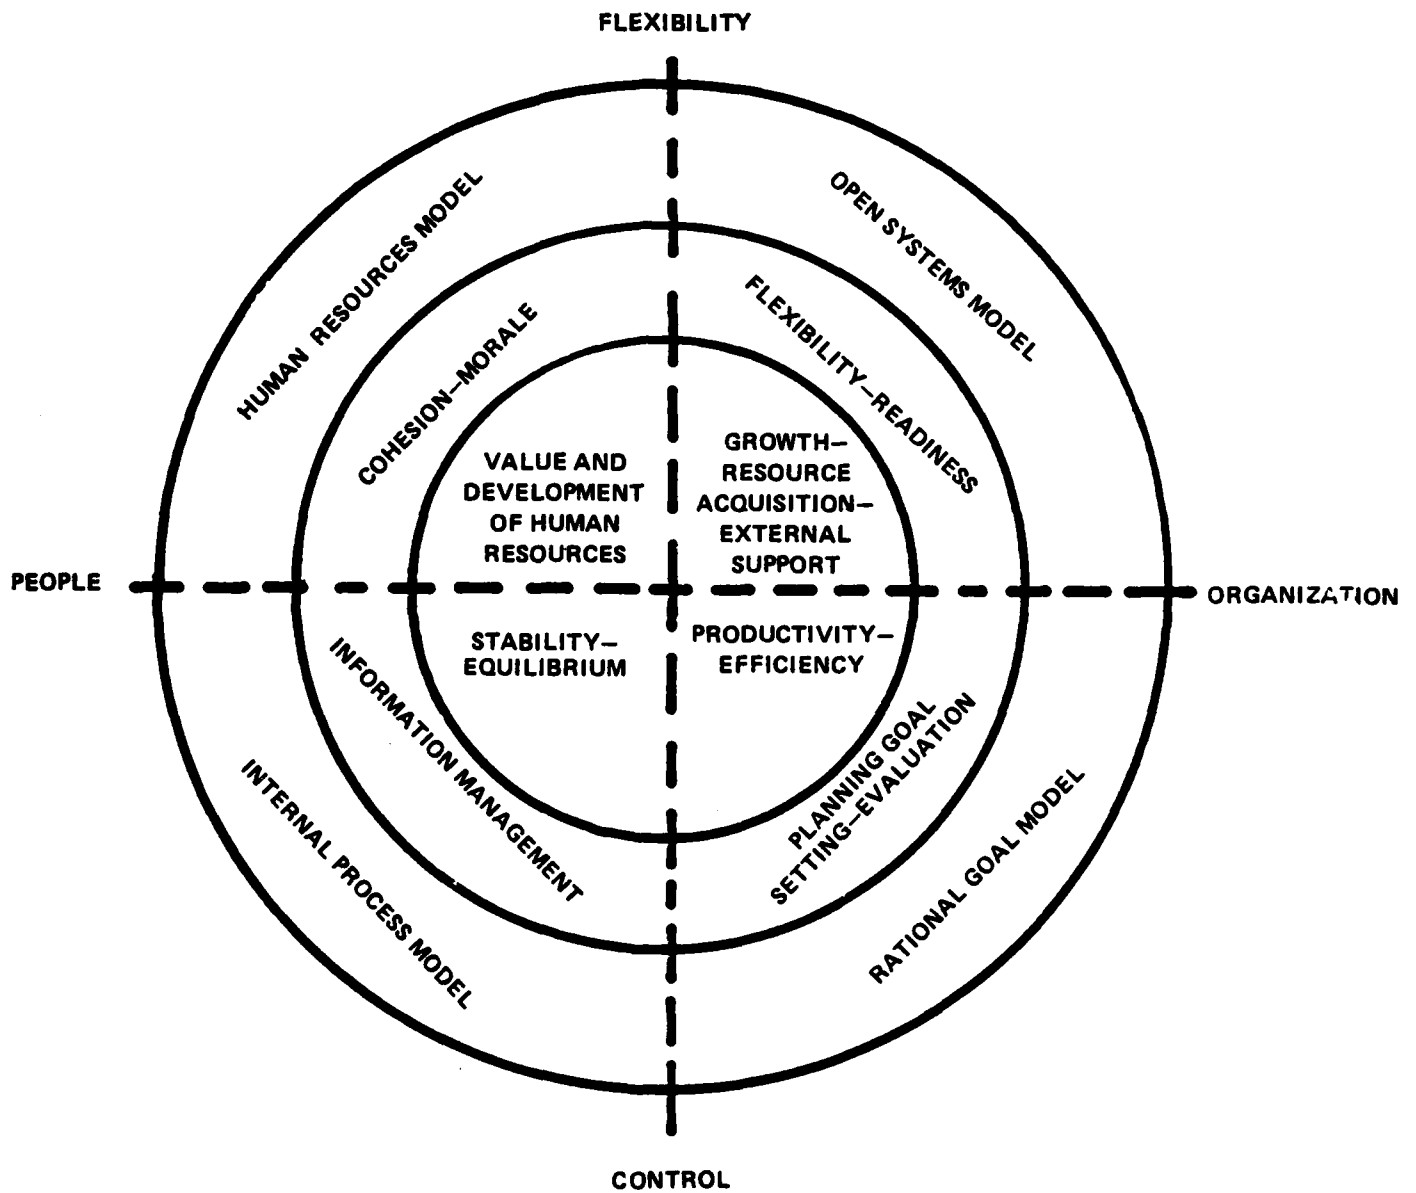 FLEXIBILITY
HUMAN RESOURCES MODEL
OPEN SYSTEMS MODEL
COHESION—MORALE
FLEXIBILITY—READINESS
VALUE AND
DEVELOPMENT
OF HUMAN
RESOURCES
GROWTH—
RESOURCE
ACQUISITION—
EXTERNAL
SUPPORT
PEOPLE
ORGANIZATION
STABILITY—
EQUILIBRIUM
PRODUCTIVITY—
EFFICIENCY
INFORMATION MANAGEMENT
PLANNING GOAL
SETTING—EVALUATION
INTERNAL PROCESS MODEL
RATIONAL GOAL MODEL
CONTROL